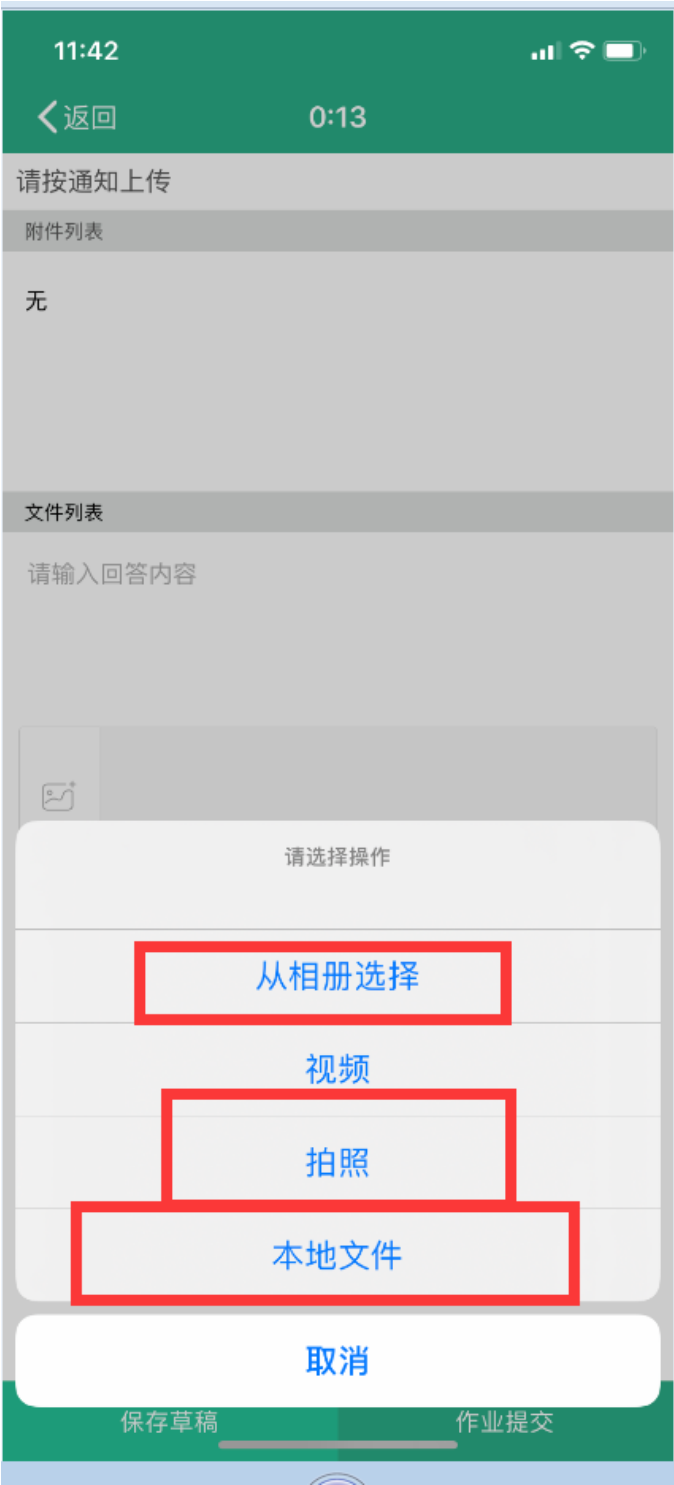 11:42
返回 0:13
请按通知上传
附件列表
无
文件列表
请输入回答内容
请选择操作
从相册选择
视频
拍照
本地文件
取消
保存草稿 作业提交